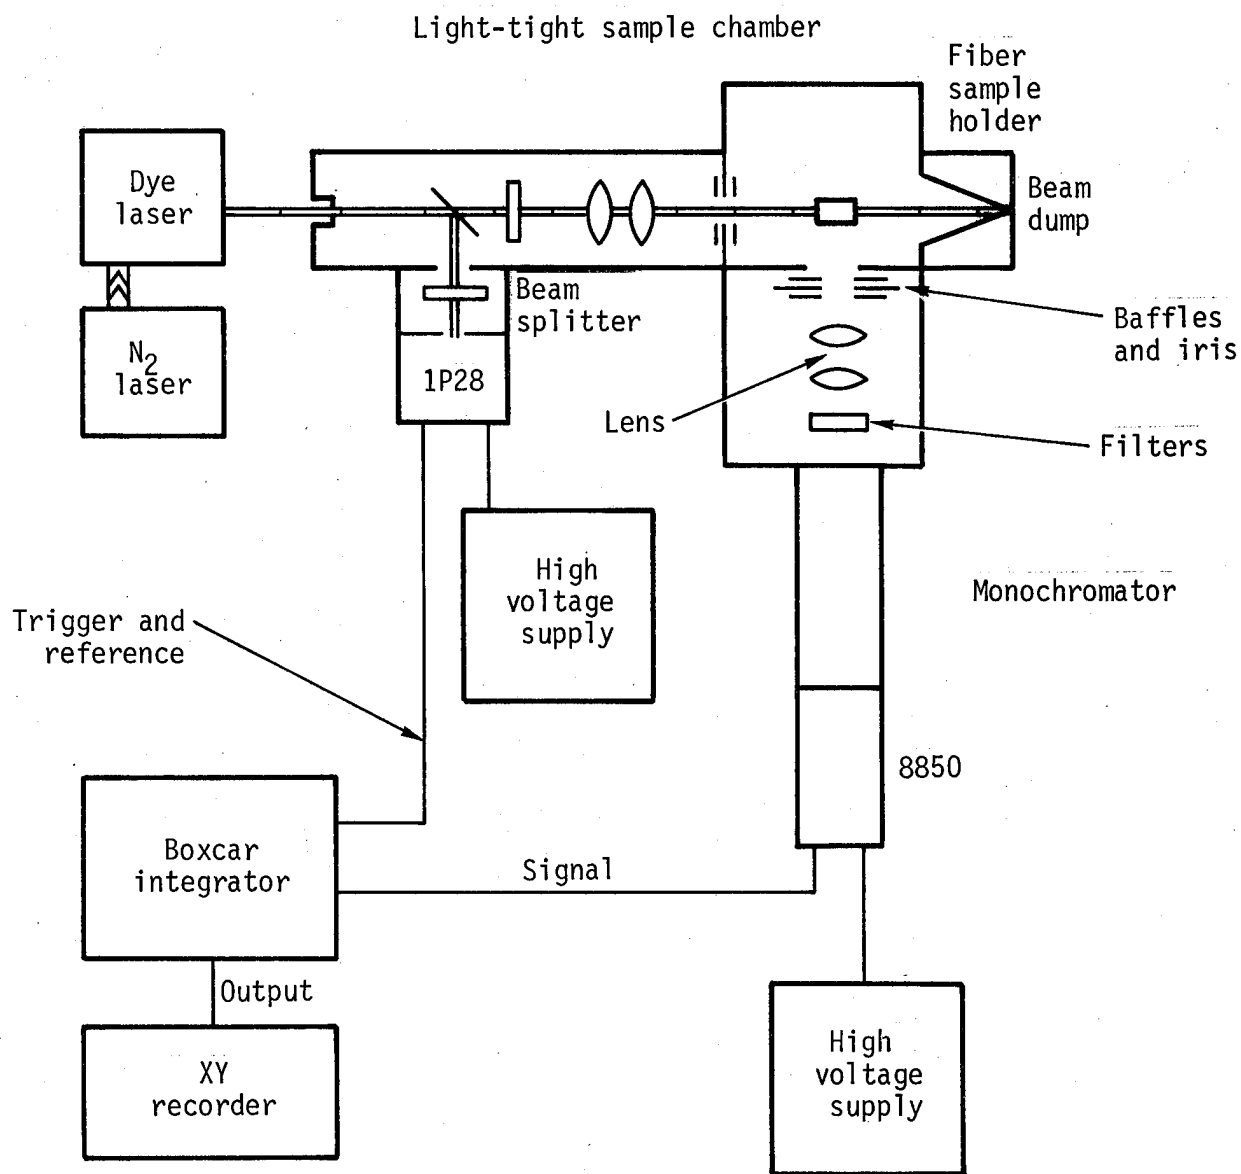 Light-tight sample chamber
Fiber
sample
holder
Dye
laser
Beam
dump
Beam
splitter
Baffles
and iris
N2
laser
1P28
Lens
Filters
High
voltage
supply
Monochromator
Trigger and
reference
8850
Boxcar
integrator
Signal
Output
XY
recorder
High
voltage
supply